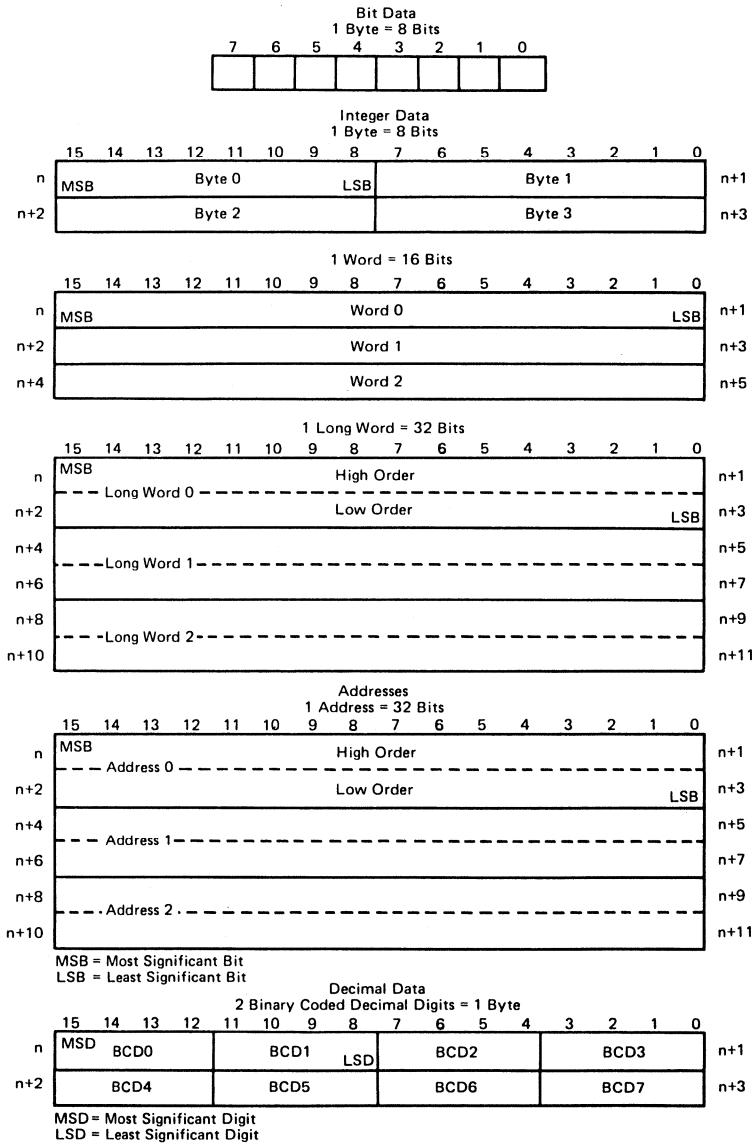 Bit Data
1 Byte = 8 Bits
7 6 5 4 3 2 1 0
Integer Data
1 Byte = 8 Bits
15 14 13 12 11 10 9 8 7 6 5 4 3 2 1 0
n MSB Byte 0 LSB Byte 1 n+1
n+2 Byte 2 Byte 3 n+3
1 Word = 16 Bits
15 14 13 12 11 10 9 8 7 6 5 4 3 2 1 0
n MSB Word 0 LSB n+1
n+2 Word 1 n+3
n+4 Word 2 n+5
1 Long Word = 32 Bits
15 14 13 12 11 10 9 8 7 6 5 4 3 2 1 0
n MSB High Order n+1
Long Word 0
n+2 Low Order LSB n+3
n+4 n+5
Long Word 1
n+6 n+7
n+8 n+9
Long Word 2
n+10 n+11
Addresses
1 Address = 32 Bits
15 14 13 12 11 10 9 8 7 6 5 4 3 2 1 0
n MSB High Order n+1
Address 0
n+2 Low Order LSB n+3
n+4 n+5
Address 1
n+6 n+7
n+8 n+9
Address 2
n+10 n+11
MSB = Most Significant Bit
LSB = Least Significant Bit
Decimal Data
2 Binary Coded Decimal Digits = 1 Byte
15 14 13 12 11 10 9 8 7 6 5 4 3 2 1 0
n MSD BCD0 BCD1 LSD BCD2 BCD3 n+1
n+2 BCD4 BCD5 BCD6 BCD7 n+3
MSD = Most Significant Digit
LSD = Least Significant Digit